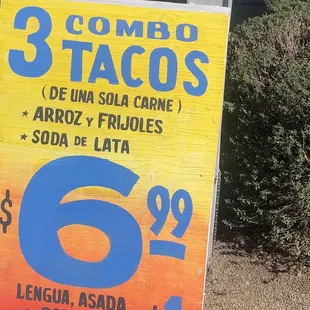 3 COMBO
TACOS
(DE UNA SOLA CARNE)
* ARROZ Y FRIJOLES
* SODA DE LATA
$6.99
LENGUA, ASADA